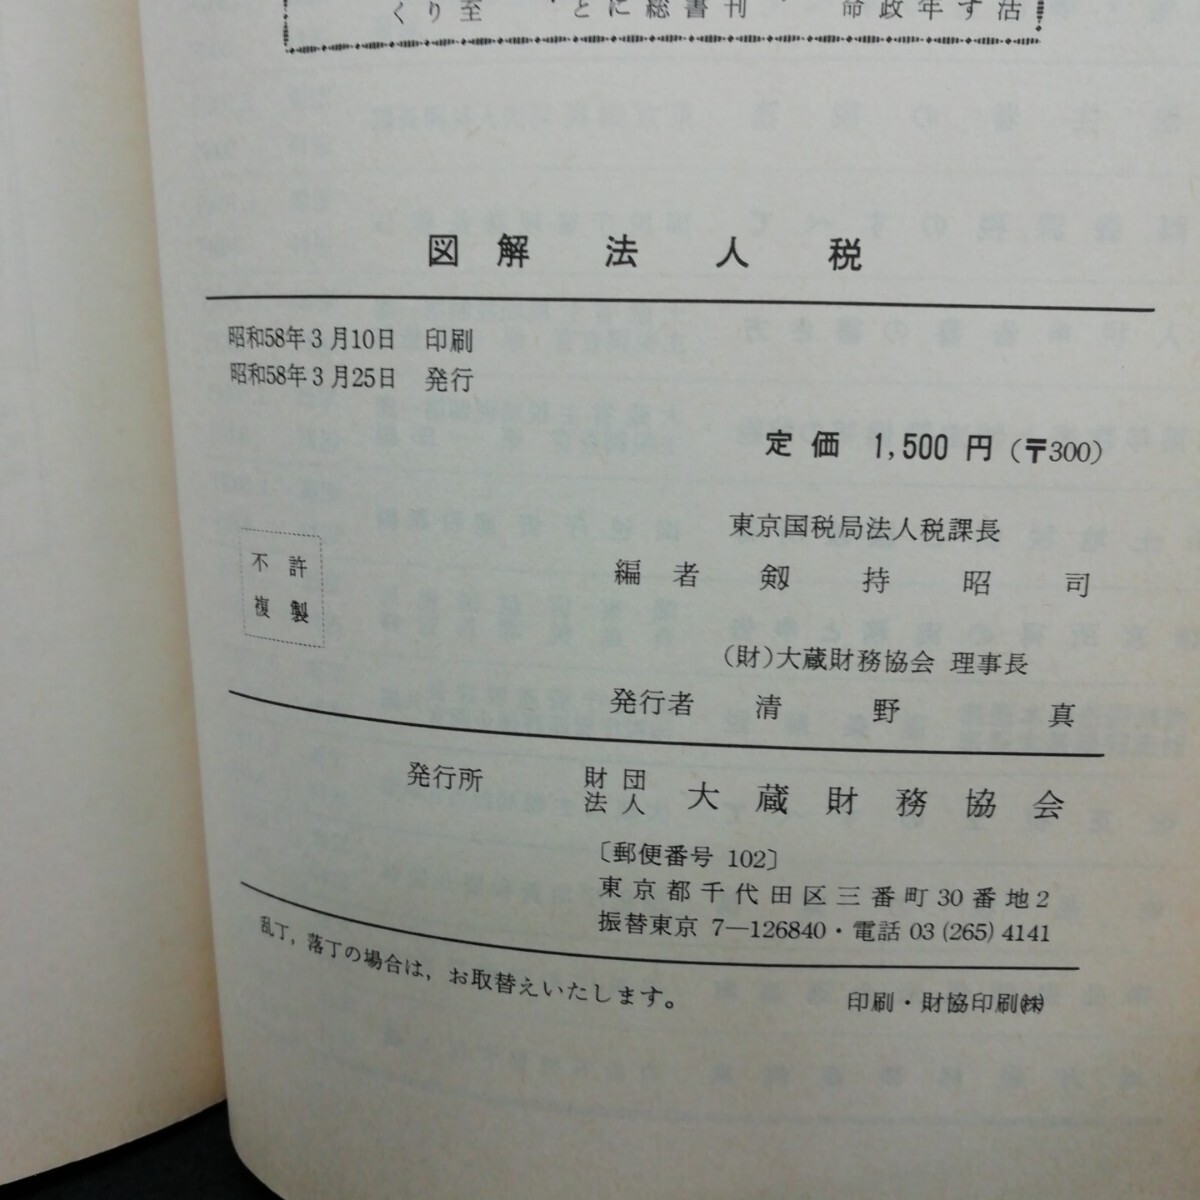 図解法人税
昭和58年3月10日 印刷
昭和58年3月25日 発行
定価 1,500円(〒300)
不許
複製
東京国税局法人税課長
編者 剱持昭司
(財)大蔵財務協会 理事長
発行者 清野真
発行所 財団法人 大蔵財務協会
〔郵便番号 102〕
東京都千代田区三番町30番地2
振替東京 7―126840・電話 03(265)4141
乱丁,落丁の場合は,お取替えいたします。
印刷・財協印刷㈱